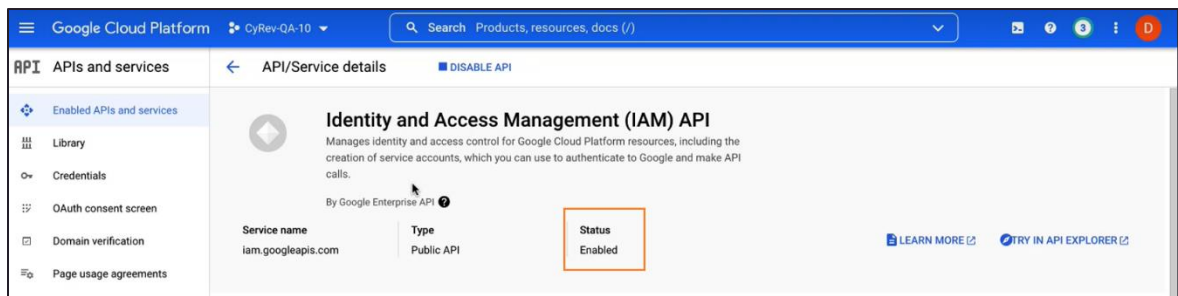 Google Cloud Platform CyRev-QA-10 Search Products, resources, docs (/) 3 D
API APIs and services
API/Service details DISABLE API
Enabled APIs and services
Library
Credentials
OAuth consent screen
Domain verification
Page usage agreements
Identity and Access Management (IAM) API
Manages identity and access control for Google Cloud Platform resources, including the
creation of service accounts, which you can use to authenticate to Google and make API
calls.
By Google Enterprise API
Service name
iam.googleapis.com
Type
Public API
Status
Enabled
LEARN MORE
TRY IN API EXPLORER